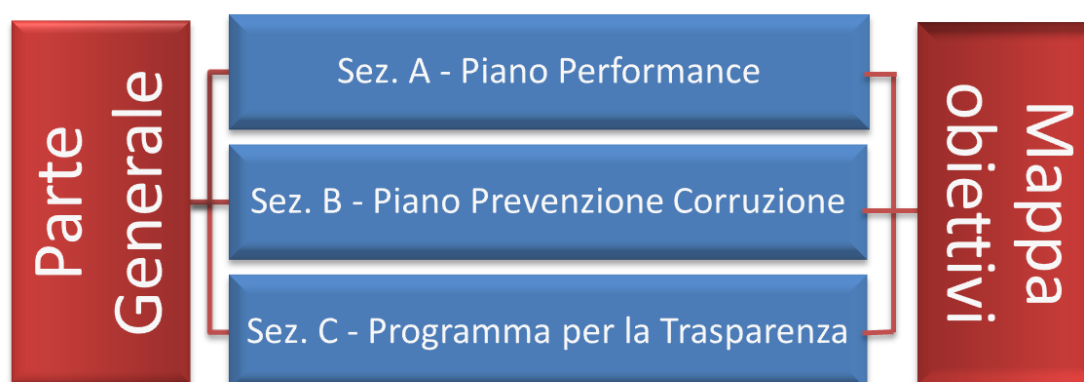 Parte
Generale
Sez. A - Piano Performance
Sez. B - Piano Prevenzione Corruzione
Sez. C - Programma per la Trasparenza
Mappa
obiettivi